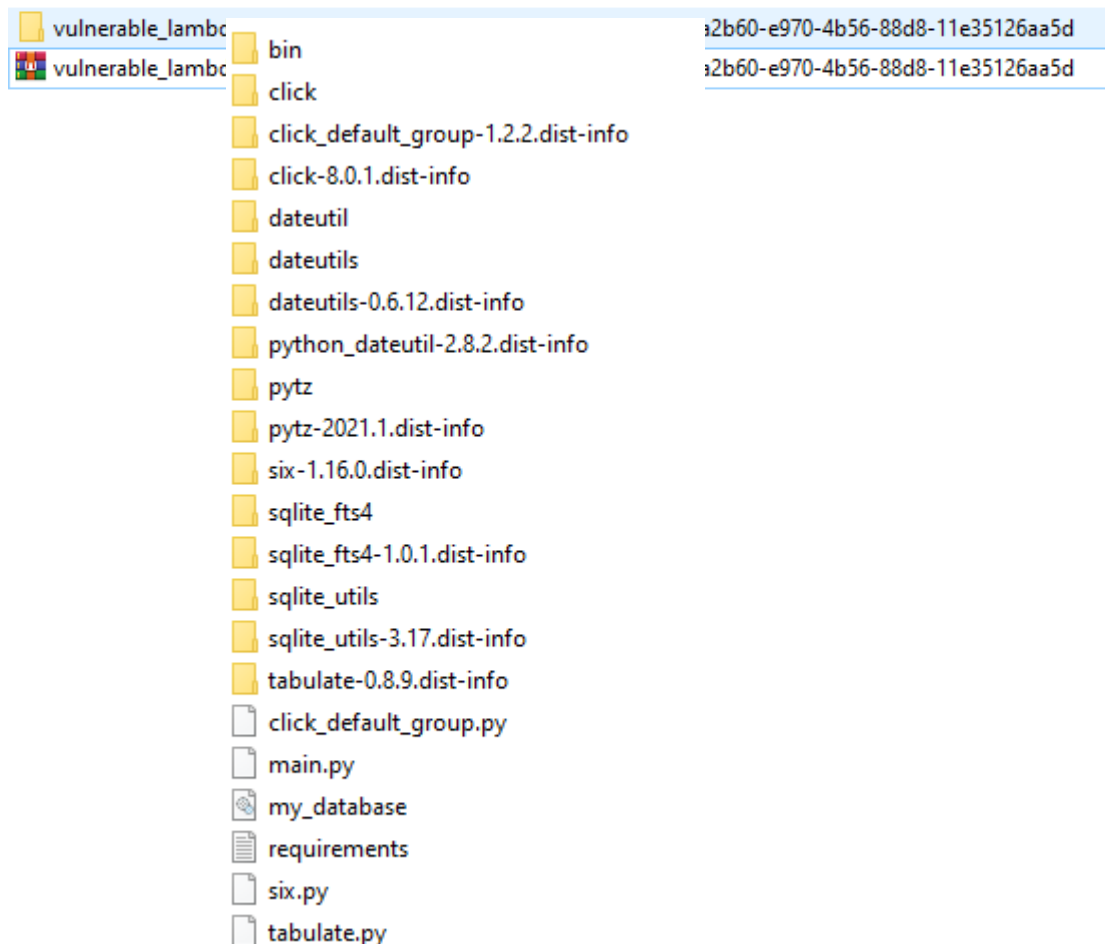 vulnerable_lambd a2b60-e970-4b56-88d8-11e35126aa5d
vulnerable_lambd a2b60-e970-4b56-88d8-11e35126aa5d
bin
click
click_default_group-1.2.2.dist-info
click-8.0.1.dist-info
dateutil
dateutils
dateutils-0.6.12.dist-info
python_dateutil-2.8.2.dist-info
pytz
pytz-2021.1.dist-info
six-1.16.0.dist-info
sqlite_fts4
sqlite_fts4-1.0.1.dist-info
sqlite_utils
sqlite_utils-3.17.dist-info
tabulate-0.8.9.dist-info
click_default_group.py
main.py
my_database
requirements
six.py
tabulate.py